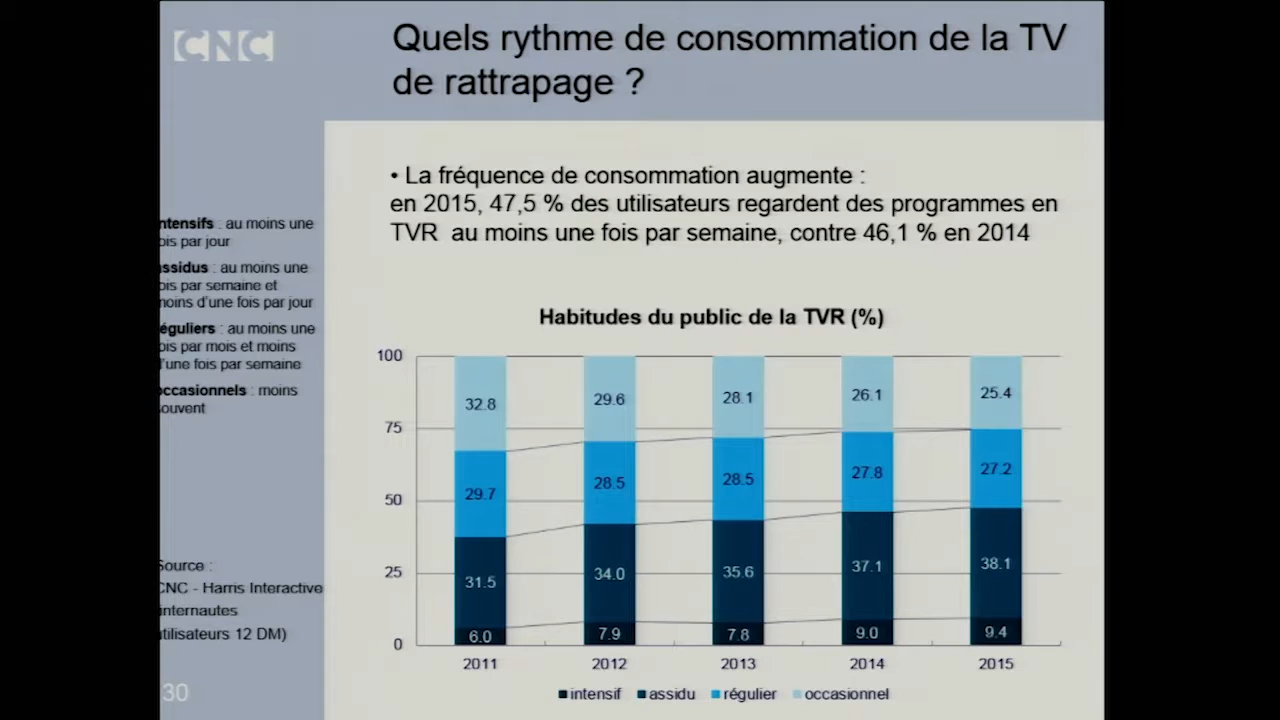 CNC
Quels rythme de consommation de la TV
de rattrapage ?
• La fréquence de consommation augmente :
en 2015, 47,5 % des utilisateurs regardent des programmes en
TVR au moins une fois par semaine, contre 46,1 % en 2014
ntensifs : au moins une
ois par jour
ssidus : au moins une
ois par semaine et
moins d'une fois par jour
éguliers : au moins une
ois par mois et moins
d'une fois par semaine
occasionnels : moins
souvent
Source :
CNC - Harris Interactive
internautes
utilisateurs 12 DM)
30
Habitudes du public de la TVR (%)
100
75
50
25
0
32.8 29.6 28.1 26.1 25.4
29.7 28.5 28.5 27.8 27.2
31.5 34.0 35.6 37.1 38.1
6.0 7.9 7.8 9.0 9.4
2011 2012 2013 2014 2015
intensif assidu régulier occasionnel